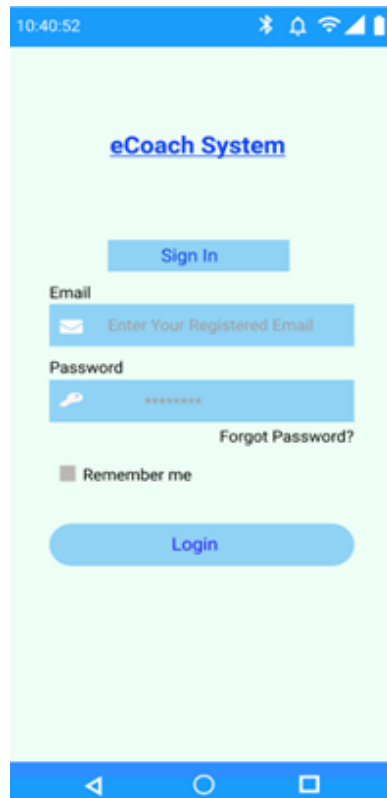 10:40:52
eCoach System
Sign In
Email
Enter Your Registered Email
Password
********
Forgot Password?
Remember me
Login